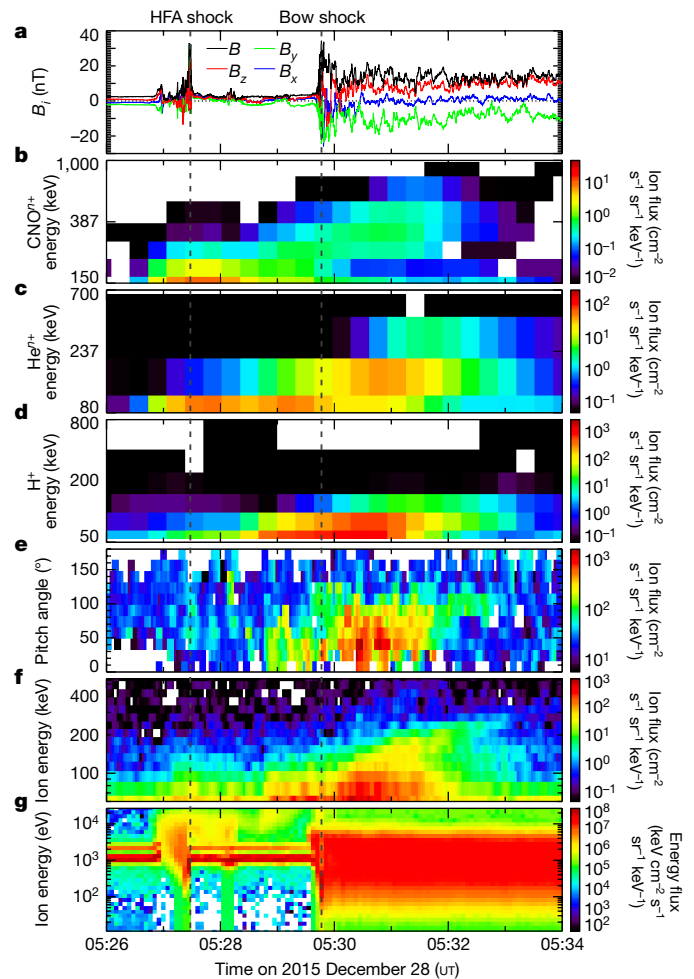 HFA shock Bow shock
a
B B_y
B_z B_x
B_i (nT)
40
20
0
−20
b
CNO^{n+} energy (keV)
1,000
387
150
Ion flux (cm^{−2} s^{−1} sr^{−1} keV^{−1})
10^1
10^0
10^{−1}
10^{−2}
c
He^{n+} energy (keV)
700
237
80
Ion flux (cm^{−2} s^{−1} sr^{−1} keV^{−1})
10^2
10^1
10^0
10^{−1}
d
H^+ energy (keV)
800
200
50
Ion flux (cm^{−2} s^{−1} sr^{−1} keV^{−1})
10^3
10^2
10^1
10^0
10^{−1}
e
Pitch angle (°)
150
100
50
0
Ion flux (cm^{−2} s^{−1} sr^{−1} keV^{−1})
10^3
10^2
10^1
f
Ion energy (keV)
400
200
100
Ion flux (cm^{−2} s^{−1} sr^{−1} keV^{−1})
10^3
10^2
10^1
10^0
10^{−1}
g
Ion energy (eV)
10^4
10^3
10^2
Energy flux (keV cm^{−2} s^{−1} sr^{−1} keV^{−1})
10^8
10^7
10^6
10^5
10^4
10^3
10^2
05:26 05:28 05:30 05:32 05:34
Time on 2015 December 28 (UT)